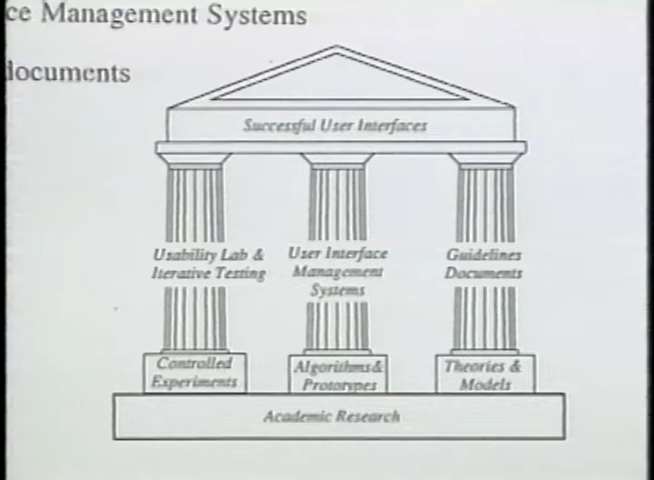 ce Management Systems
documents
Successful User Interfaces
Usability Lab &
Iterative Testing
User Interface
Management
Systems
Guidelines
Documents
Controlled
Experiments
Algorithms&
Prototypes
Theories &
Models
Academic Research